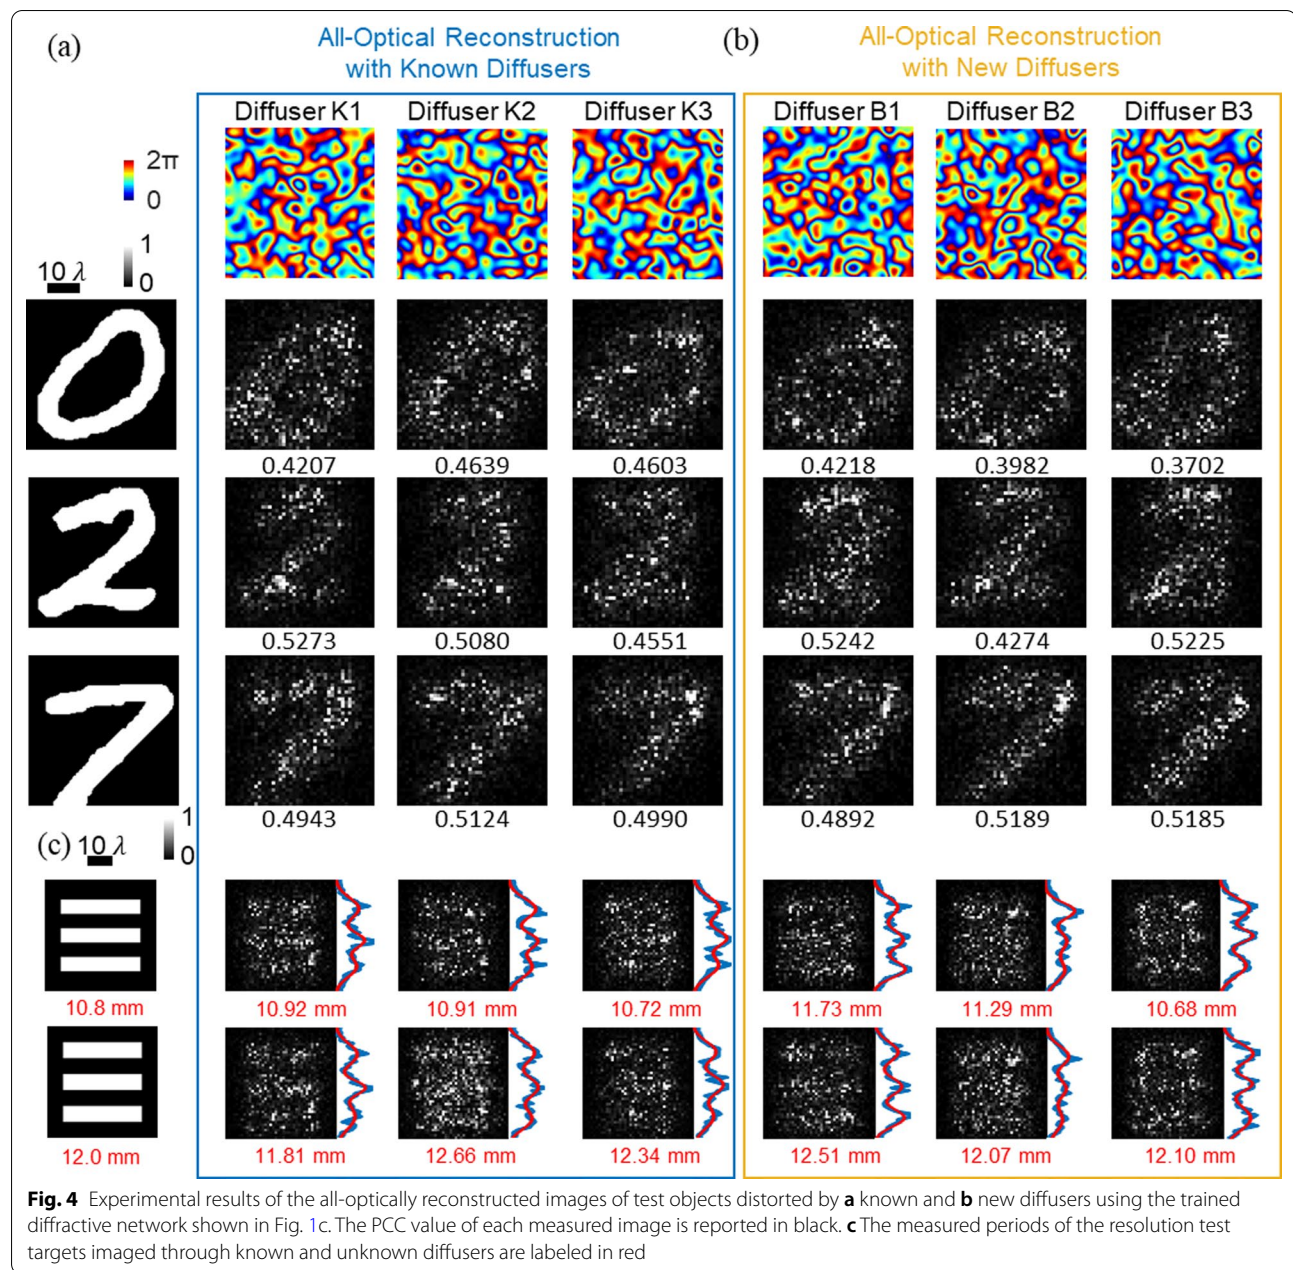 (a)
All-Optical Reconstruction
with Known Diffusers
(b)
All-Optical Reconstruction
with New Diffusers
Diffuser K1 Diffuser K2 Diffuser K3 Diffuser B1 Diffuser B2 Diffuser B3
2π
0
1
0
10 λ
0.4207 0.4639 0.4603 0.4218 0.3982 0.3702
0.5273 0.5080 0.4551 0.5242 0.4274 0.5225
0.4943 0.5124 0.4990 0.4892 0.5189 0.5185
(c) 10 λ
1
0
10.8 mm 10.92 mm 10.91 mm 10.72 mm 11.73 mm 11.29 mm 10.68 mm
12.0 mm 11.81 mm 12.66 mm 12.34 mm 12.51 mm 12.07 mm 12.10 mm
Fig. 4 Experimental results of the all-optically reconstructed images of test objects distorted by a known and b new diffusers using the trained
diffractive network shown in Fig. 1c. The PCC value of each measured image is reported in black. c The measured periods of the resolution test
targets imaged through known and unknown diffusers are labeled in red